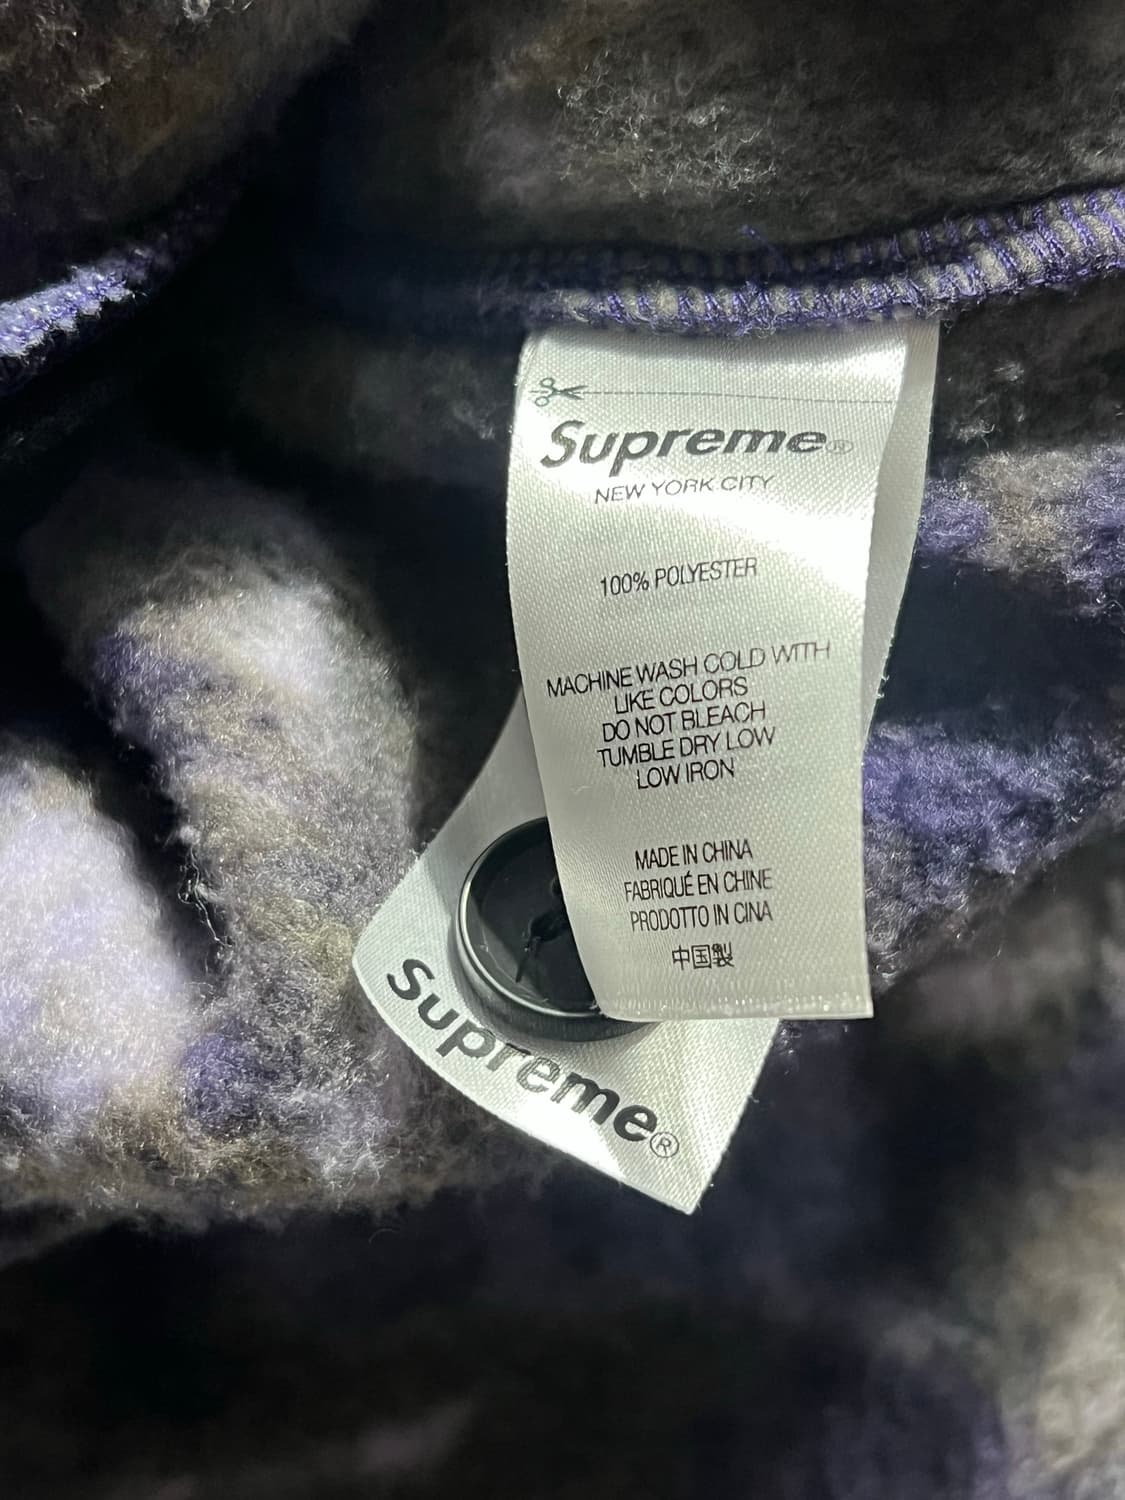 Supreme®
NEW YORK CITY
100% POLYESTER
MACHINE WASH COLD WITH
LIKE COLORS
DO NOT BLEACH
TUMBLE DRY LOW
LOW IRON
MADE IN CHINA
FABRIQUÉ EN CHINE
PRODOTTO IN CINA
中国製
Supreme®